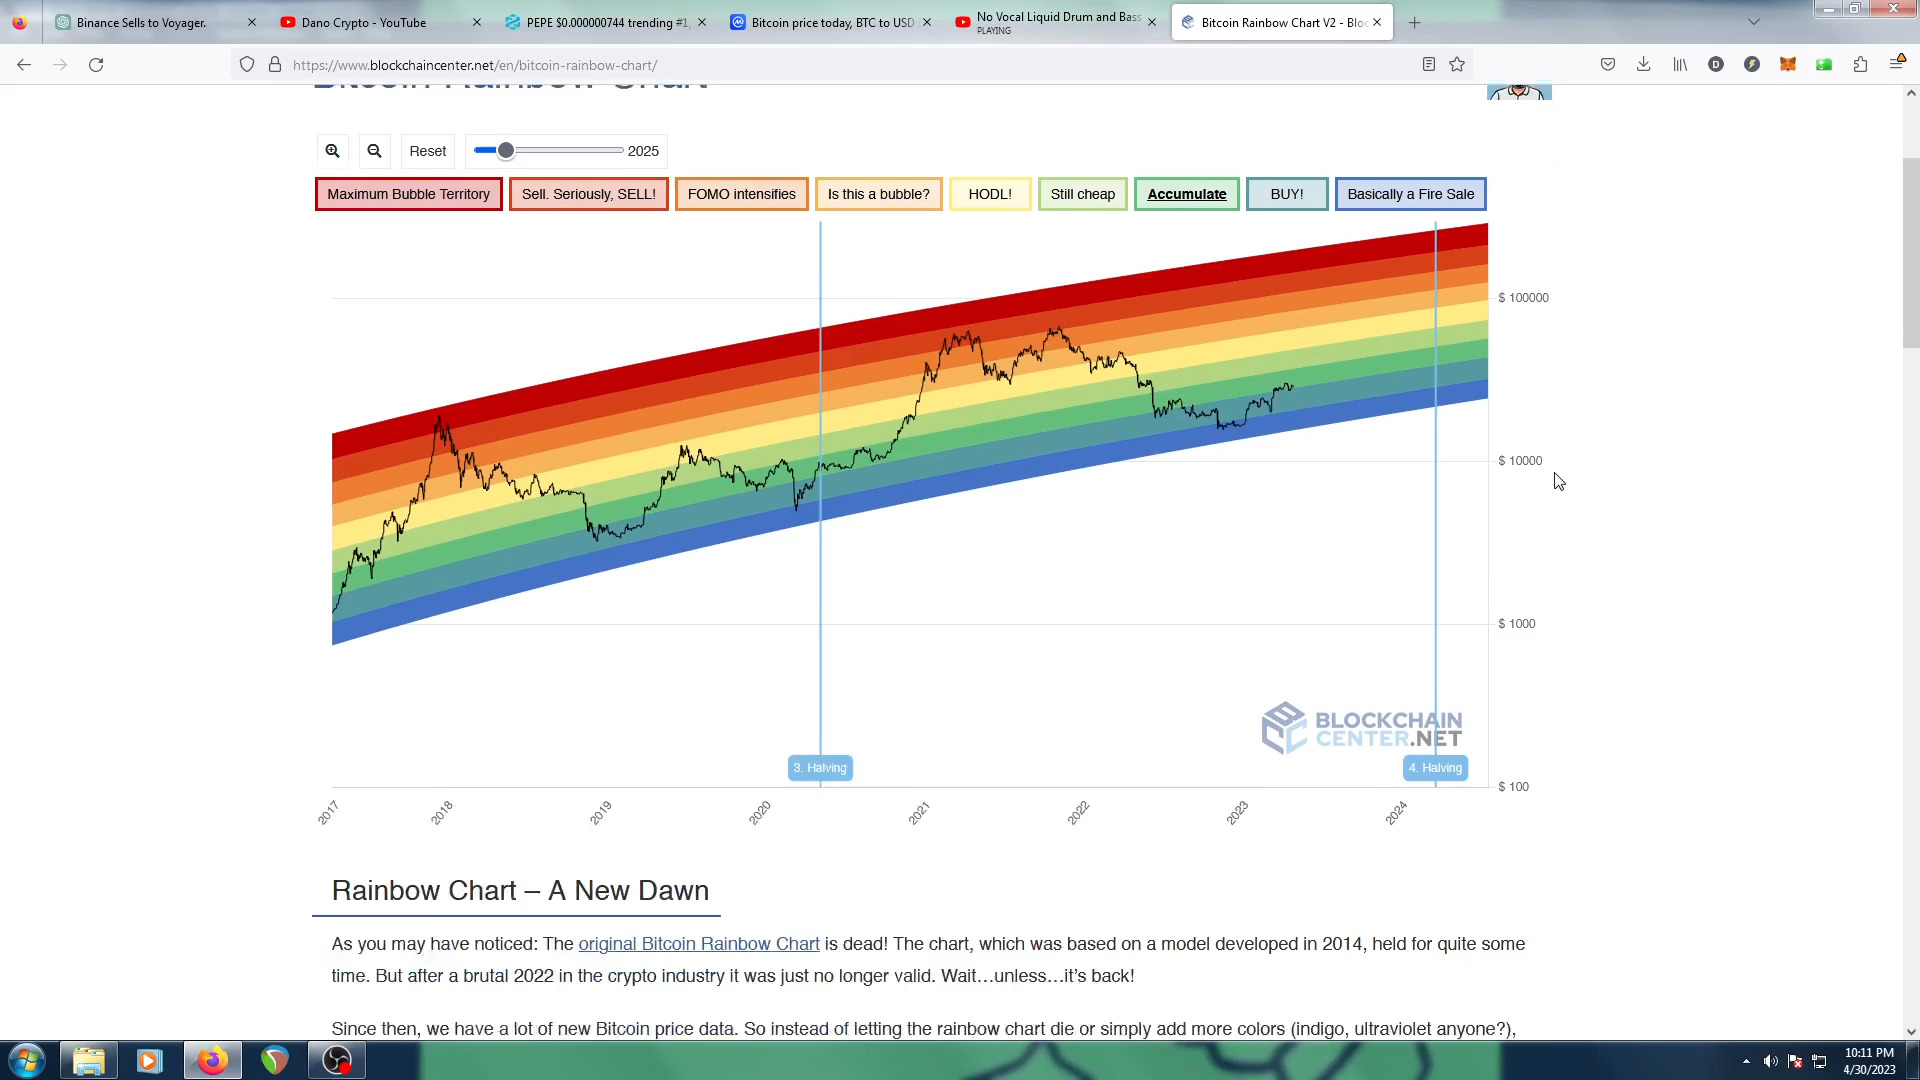 Binance Sells to Voyager.
Dano Crypto - YouTube
PEPE $0.000000744 trending #1,
Bitcoin price today, BTC to USD
No Vocal Liquid Drum and Bass
PLAYING
Bitcoin Rainbow Chart V2 - Bloc
https://www.blockchaincenter.net/en/bitcoin-rainbow-chart/
Bitcoin Rainbow Chart
Reset
2025
Maximum Bubble Territory
Sell. Seriously, SELL!
FOMO intensifies
Is this a bubble?
HODL!
Still cheap
Accumulate
BUY!
Basically a Fire Sale
$ 100000
$ 10000
$ 1000
$ 100
BLOCKCHAIN
CENTER.NET
3. Halving
4. Halving
2017
2018
2019
2020
2021
2022
2023
2024
Rainbow Chart – A New Dawn
As you may have noticed: The original Bitcoin Rainbow Chart is dead! The chart, which was based on a model developed in 2014, held for quite some
time. But after a brutal 2022 in the crypto industry it was just no longer valid. Wait…unless…it’s back!
Since then, we have a lot of new Bitcoin price data. So instead of letting the rainbow chart die or simply add more colors (indigo, ultraviolet anyone?),
10:11 PM
4/30/2023